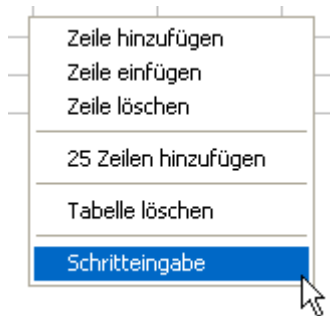 Zeile hinzufügen
Zeile einfügen
Zeile löschen
25 Zeilen hinzufügen
Tabelle löschen
Schritteingabe